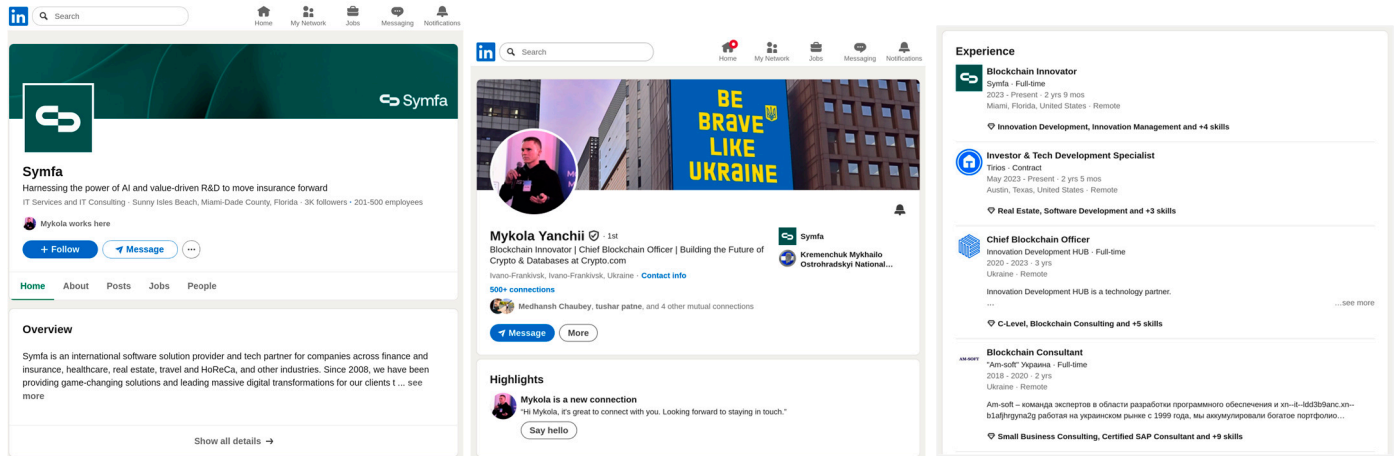 in
Search
Home
My Network
Jobs
Messaging
Notifications
Symfa
Symfa
Harnessing the power of AI and value-driven R&D to move insurance forward
IT Services and IT Consulting · Sunny Isles Beach, Miami-Dade County, Florida · 3K followers • 201-500 employees
Mykola works here
+ Follow
Message
Home
About
Posts
Jobs
People
Overview
Symfa is an international software solution provider and tech partner for companies across finance and
insurance, healthcare, real estate, travel and HoReCa, and other industries. Since 2008, we have been
providing game-changing solutions and leading massive digital transformations for our clients t ... see
more
Show all details →
in
Search
Home
My Network
Jobs
Messaging
Notifications
BE
BRAVE
LIKE
UKRAINE
Mykola Yanchii · 1st
Blockchain Innovator | Chief Blockchain Officer | Building the Future of
Crypto & Databases at Crypto.com
Ivano-Frankivsk, Ivano-Frankivsk, Ukraine · Contact info
500+ connections
Medhansh Chaubey, tushar patne, and 4 other mutual connections
Message
More
Symfa
Kremenchuk Mykhailo
Ostrohradskyi National...
Highlights
Mykola is a new connection
"Hi Mykola, it's great to connect with you. Looking forward to staying in touch."
Say hello
Experience
Blockchain Innovator
Symfa · Full-time
2023 - Present · 2 yrs 9 mos
Miami, Florida, United States · Remote
Innovation Development, Innovation Management and +4 skills
Investor & Tech Development Specialist
Tirios · Contract
May 2023 - Present · 2 yrs 5 mos
Austin, Texas, United States · Remote
Real Estate, Software Development and +3 skills
Chief Blockchain Officer
Innovation Development HUB · Full-time
2020 - 2023 · 3 yrs
Ukraine · Remote
Innovation Development HUB is a technology partner.
...
...see more
C-Level, Blockchain Consulting and +5 skills
AM-SOFT
Blockchain Consultant
"Am-soft" Украина · Full-time
2018 - 2020 · 2 yrs
Ukraine · Remote
Am-soft – команда экспертов в области разработки программного обеспечения и xn--it--ldd3b9anc.xn--
b1afjhrgyna2g работая на украинском рынке с 1999 года, мы аккумулировали богатое портфолио...
Small Business Consulting, Certified SAP Consultant and +9 skills